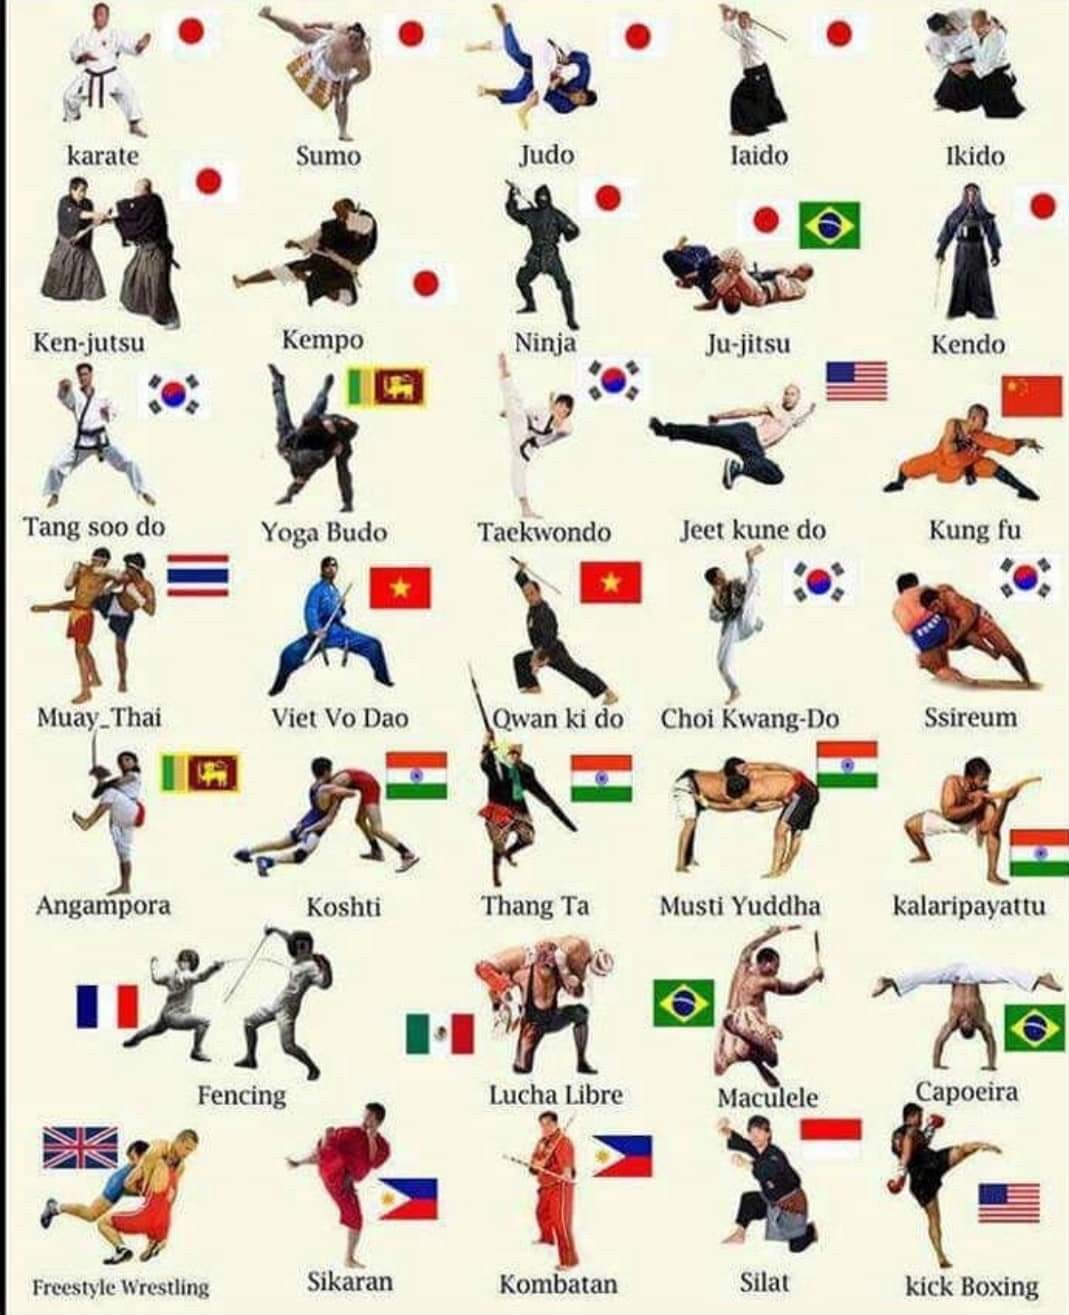 karate
Sumo
Judo
Iaido
Ikido
Ken-jutsu
Kempo
Ninja
Ju-jitsu
Kendo
Tang soo do
Yoga Budo
Taekwondo
Jeet kune do
Kung fu
Muay_Thai
Viet Vo Dao
Qwan ki do
Choi Kwang-Do
Ssireum
Angampora
Koshti
Thang Ta
Musti Yuddha
kalaripayattu
Fencing
Lucha Libre
Maculele
Capoeira
Freestyle Wrestling
Sikaran
Kombatan
Silat
kick Boxing